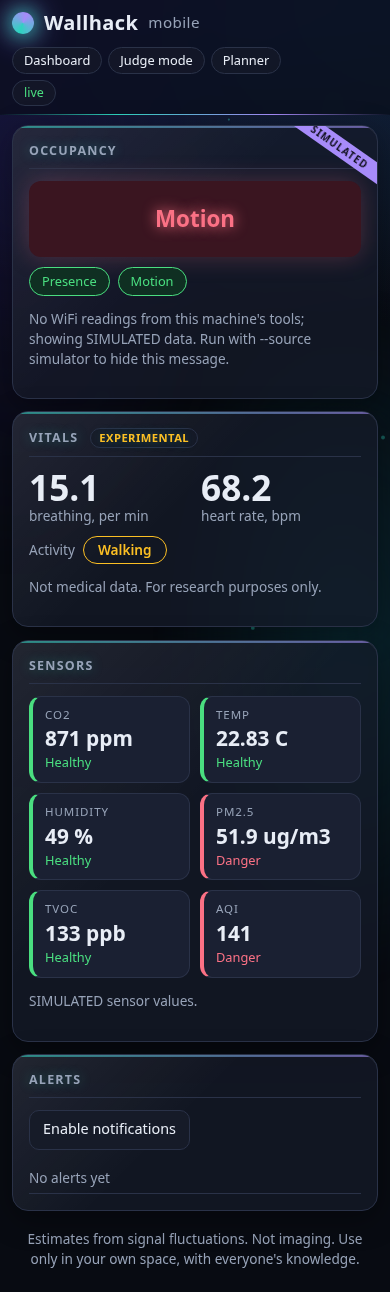 Wallhack mobile
Dashboard Judge mode Planner
live
OCCUPANCY
SIMULATED
Motion
Presence Motion
No WiFi readings from this machine's tools;
showing SIMULATED data. Run with --source
simulator to hide this message.
VITALS EXPERIMENTAL
15.1 68.2
breathing, per min heart rate, bpm
Activity Walking
Not medical data. For research purposes only.
SENSORS
CO2 TEMP
871 ppm 22.83 C
Healthy Healthy
HUMIDITY PM2.5
49 % 51.9 ug/m3
Healthy Danger
TVOC AQI
133 ppb 141
Healthy Danger
SIMULATED sensor values.
ALERTS
Enable notifications
No alerts yet
Estimates from signal fluctuations. Not imaging. Use
only in your own space, with everyone's knowledge.